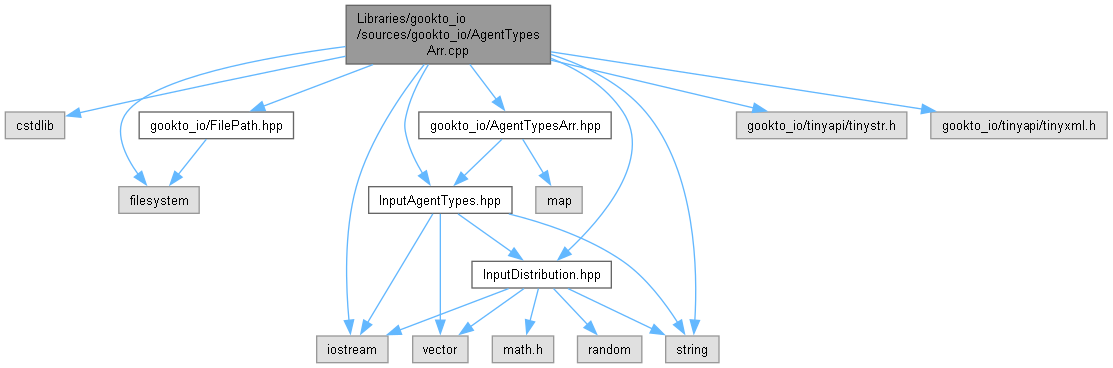 Libraries/gookto_io
/sources/gookto_io/AgentTypes
Arr.cpp
cstdlib
gookto_io/FilePath.hpp
gookto_io/AgentTypesArr.hpp
gookto_io/tinyapi/tinystr.h
gookto_io/tinyapi/tinyxml.h
filesystem
InputAgentTypes.hpp
map
InputDistribution.hpp
iostream
vector
math.h
random
string